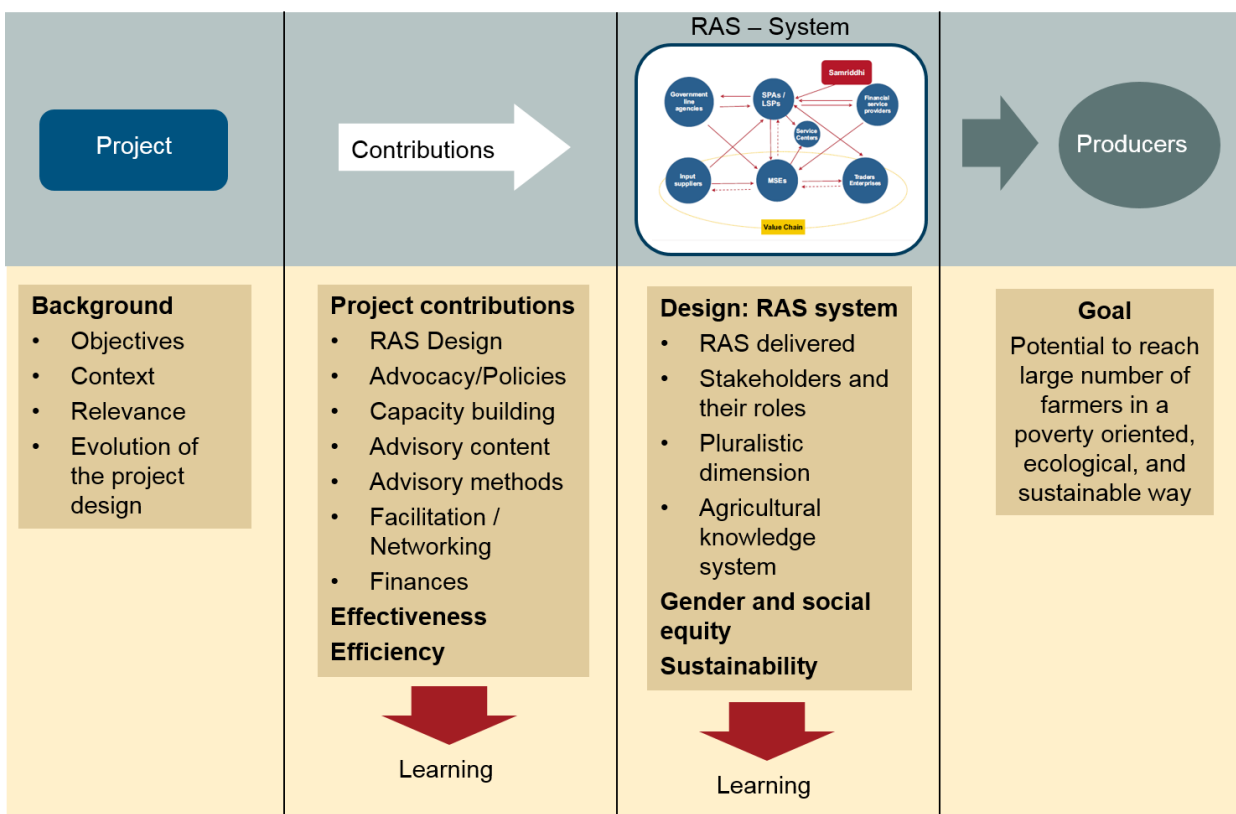 RAS – System
Project
Contributions
Samriddhi
Government
line
agencies
SPAs /
LSPs
Financial
service
providers
Service
Centers
Input
suppliers
MSEs
Traders
Enterprises
Value Chain
Producers
Background
• Objectives
• Context
• Relevance
• Evolution of
the project
design
Project contributions
• RAS Design
• Advocacy/Policies
• Capacity building
• Advisory content
• Advisory methods
• Facilitation /
Networking
• Finances
Effectiveness
Efficiency
Learning
Design: RAS system
• RAS delivered
• Stakeholders and
their roles
• Pluralistic
dimension
• Agricultural
knowledge
system
Gender and social
equity
Sustainability
Learning
Goal
Potential to reach
large number of
farmers in a
poverty oriented,
ecological, and
sustainable way